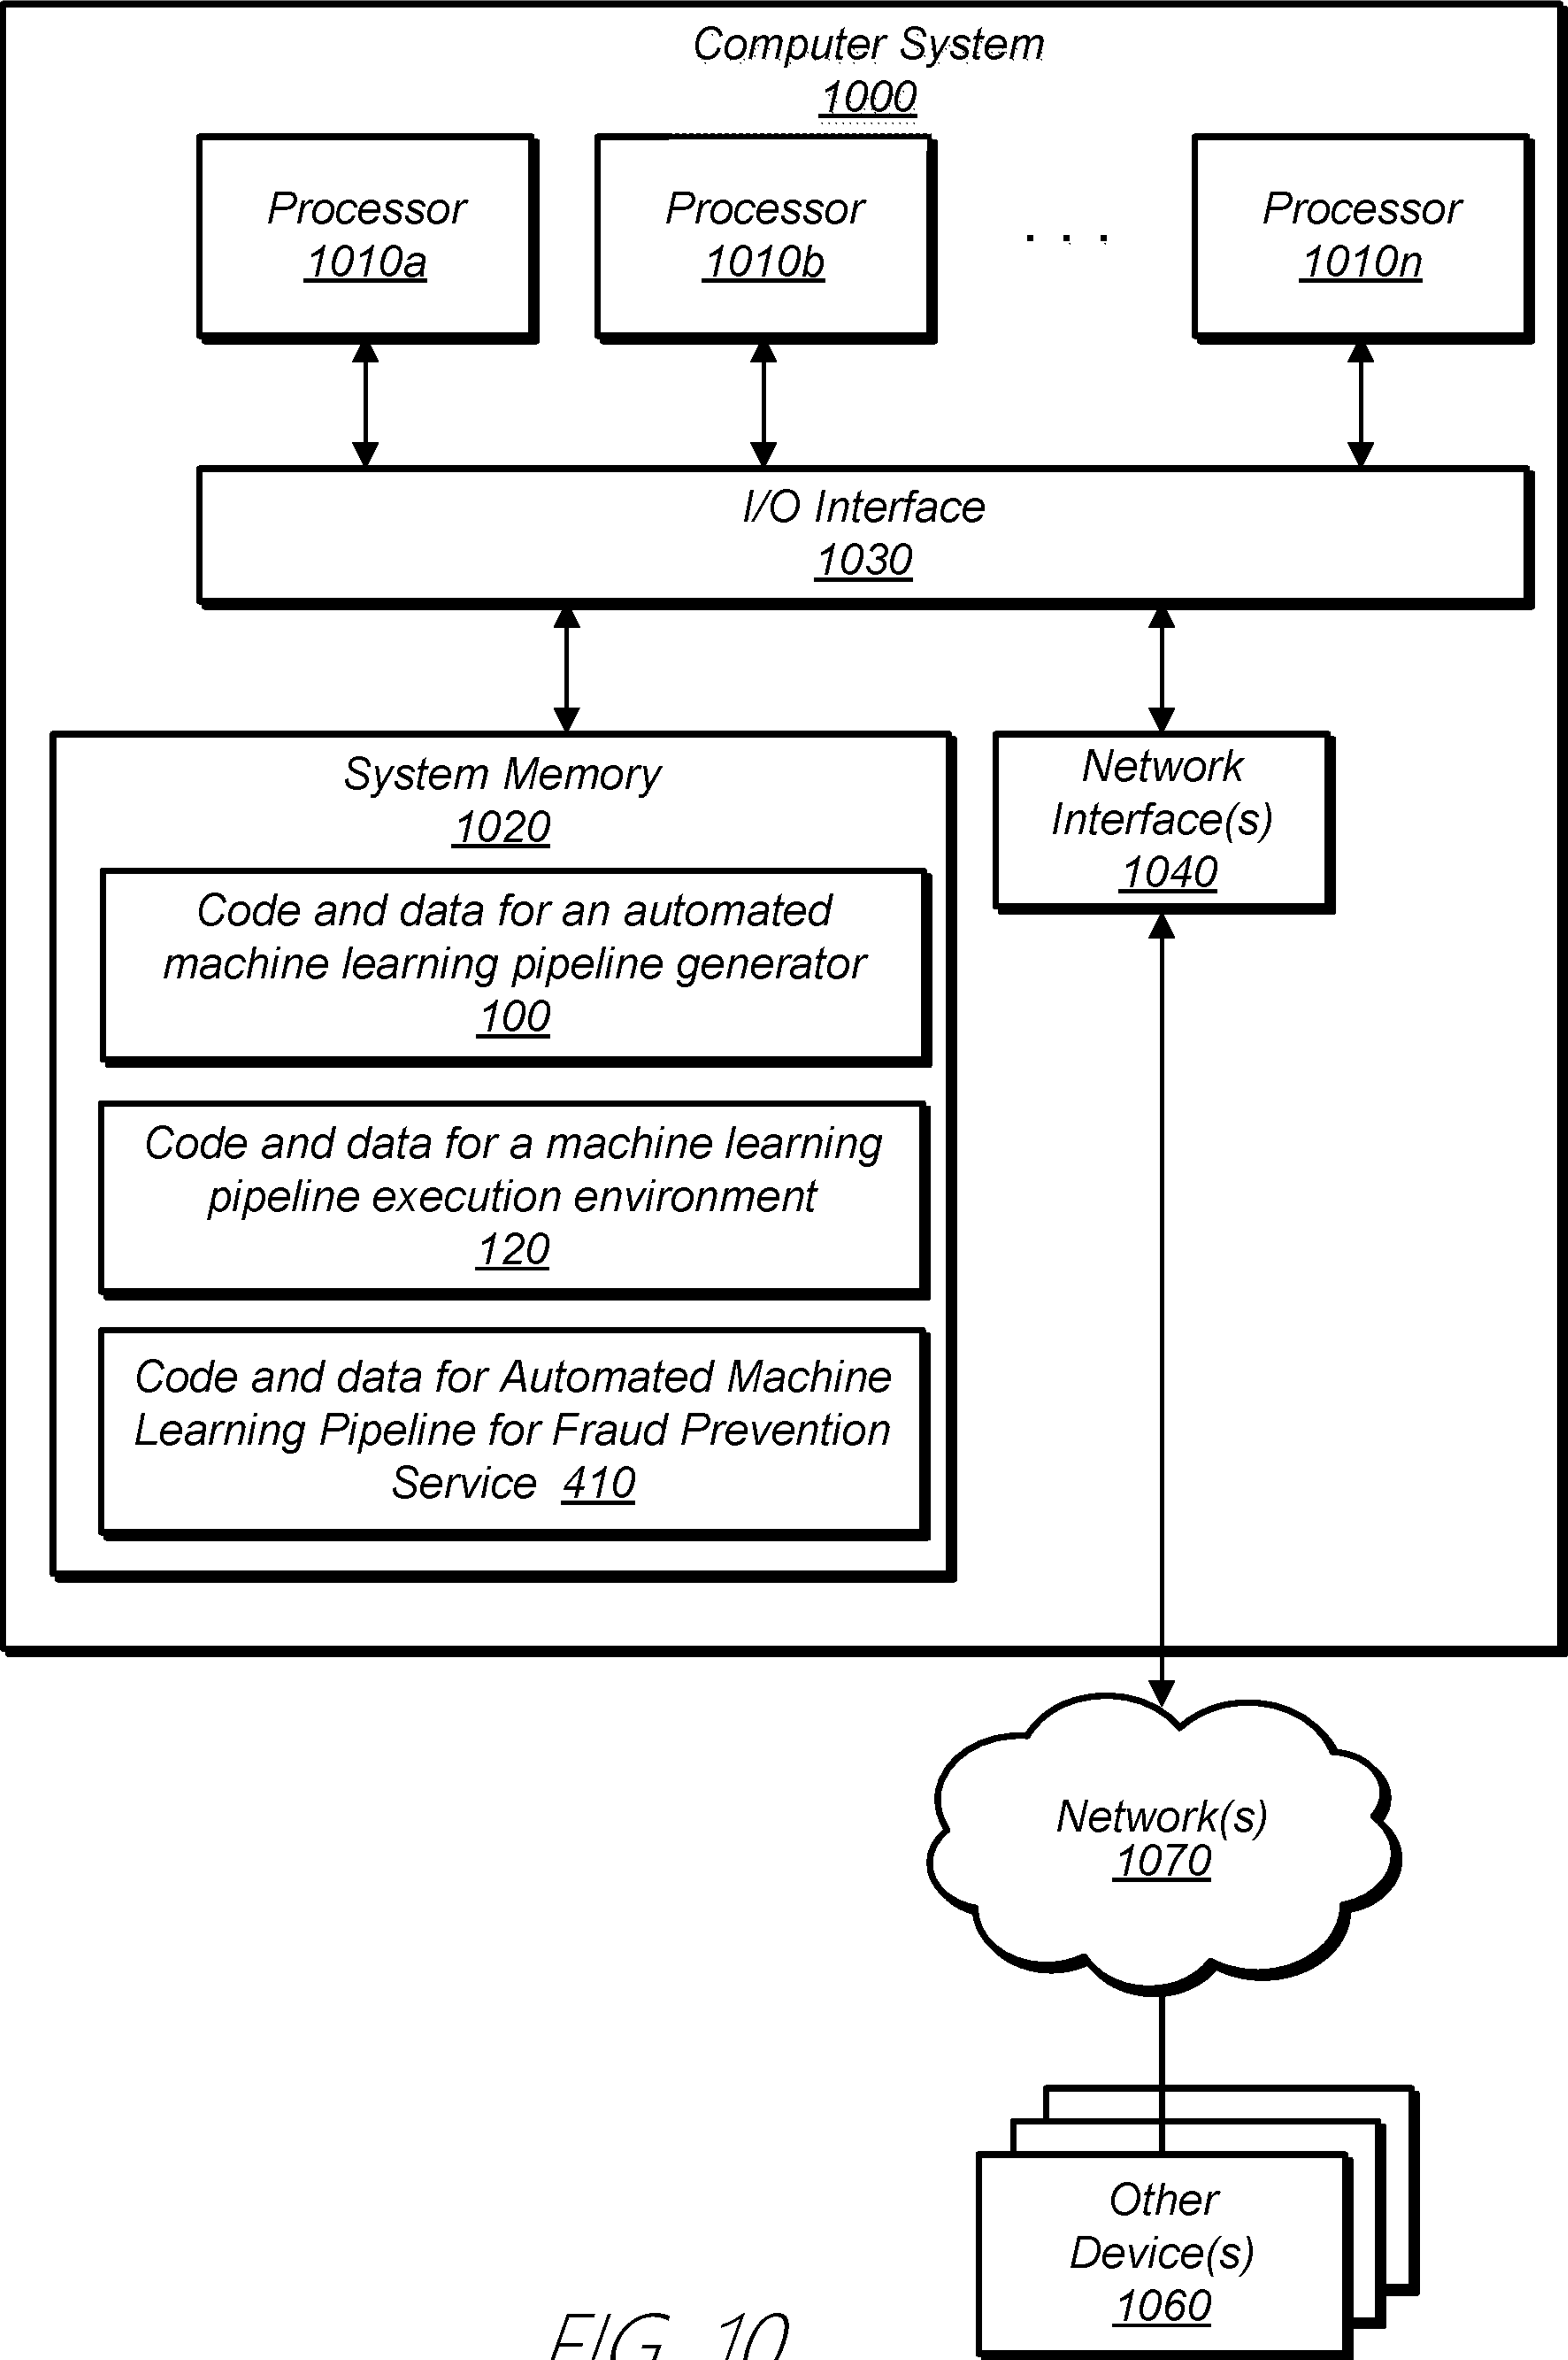 Computer System
1000
Processor
1010a
Processor
1010b
. . .
Processor
1010n
I/O Interface
1030
System Memory
1020
Code and data for an automated
machine learning pipeline generator
100
Code and data for a machine learning
pipeline execution environment
120
Code and data for Automated Machine
Learning Pipeline for Fraud Prevention
Service 410
Network
Interface(s)
1040
Network(s)
1070
Other
Device(s)
1060
FIG. 10